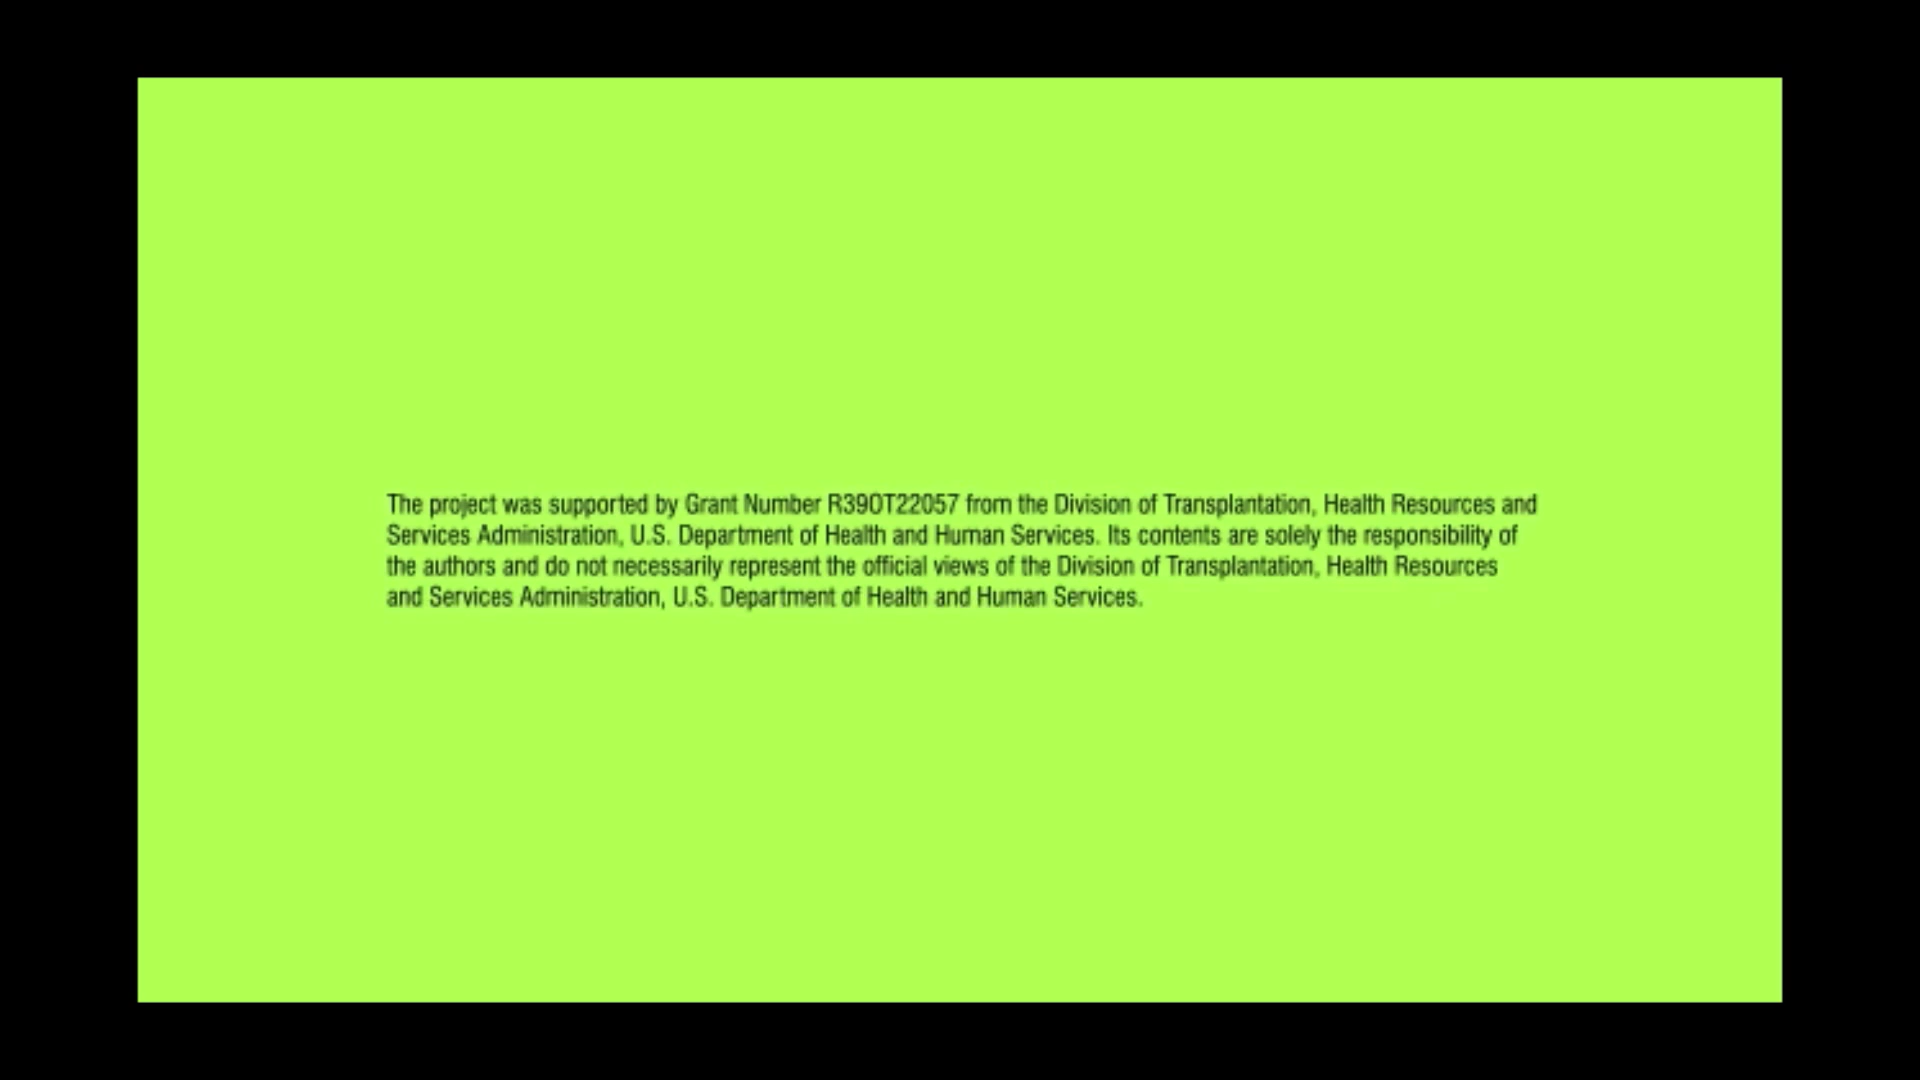 The project was supported by Grant Number R39OT22057 from the Division of Transplantation, Health Resources and
Services Administration, U.S. Department of Health and Human Services. Its contents are solely the responsibility of
the authors and do not necessarily represent the official views of the Division of Transplantation, Health Resources
and Services Administration, U.S. Department of Health and Human Services.